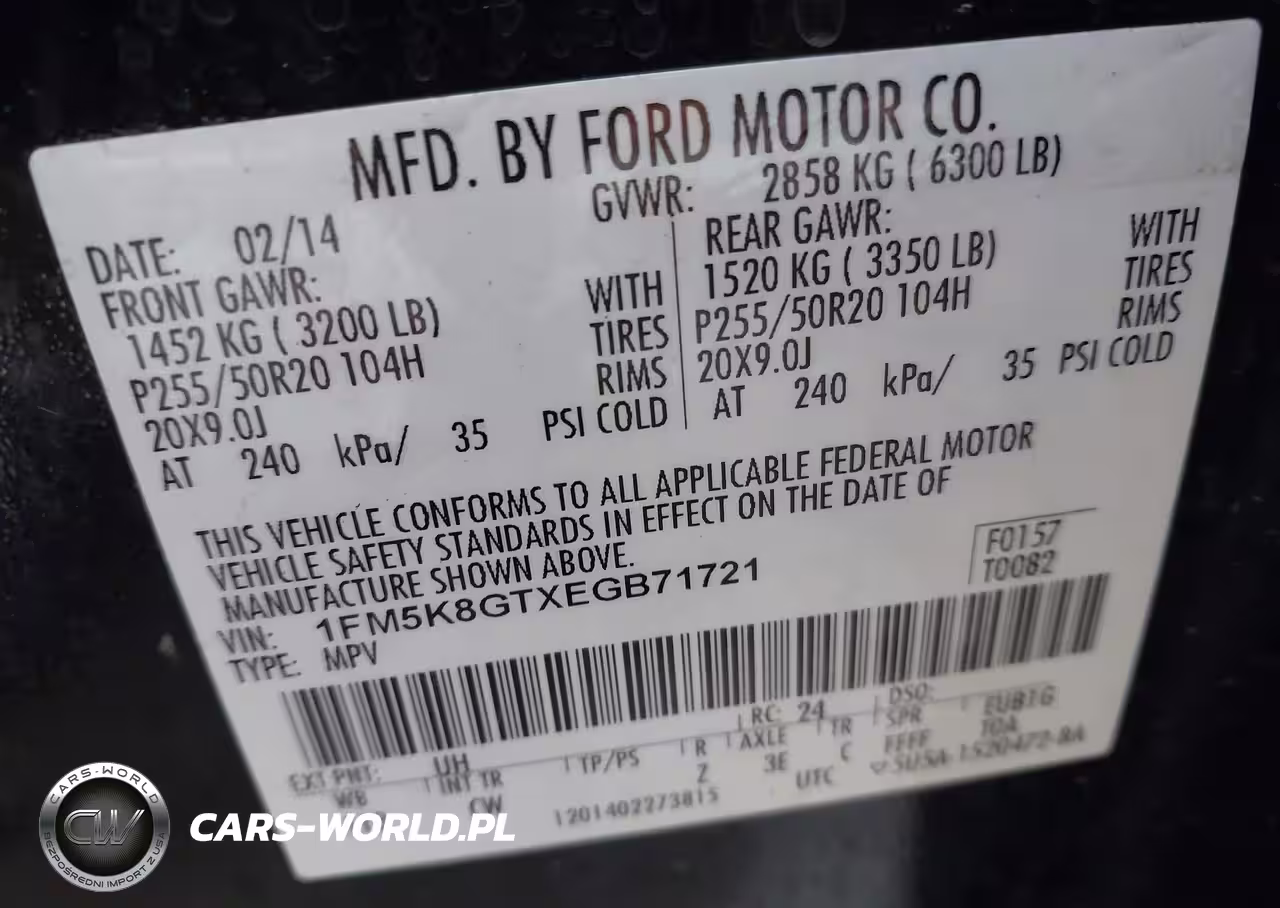 MFD. BY FORD MOTOR CO.
DATE: 02/14 GVWR: 2858 KG ( 6300 LB)
FRONT GAWR: REAR GAWR:
1452 KG ( 3200 LB) WITH 1520 KG ( 3350 LB) WITH
P255/50R20 104H TIRES P255/50R20 104H TIRES
20X9.0J RIMS 20X9.0J RIMS
AT 240 kPa/ 35 PSI COLD AT 240 kPa/ 35 PSI COLD
THIS VEHICLE CONFORMS TO ALL APPLICABLE FEDERAL MOTOR
VEHICLE SAFETY STANDARDS IN EFFECT ON THE DATE OF
MANUFACTURE SHOWN ABOVE.
F0157
T0082
VIN: 1FM5K8GTXEGB71721
TYPE: MPV
EXT PNT: UH RC: 24 DSO:
WB INT TR TP/PS R AXLE TR SPR EUB1G
CW Z 3E C FFFF TOA
1201402273815 UTC
CARS-WORLD
CW
BEZPOŚREDNI IMPORT Z USA
CARS-WORLD.PL